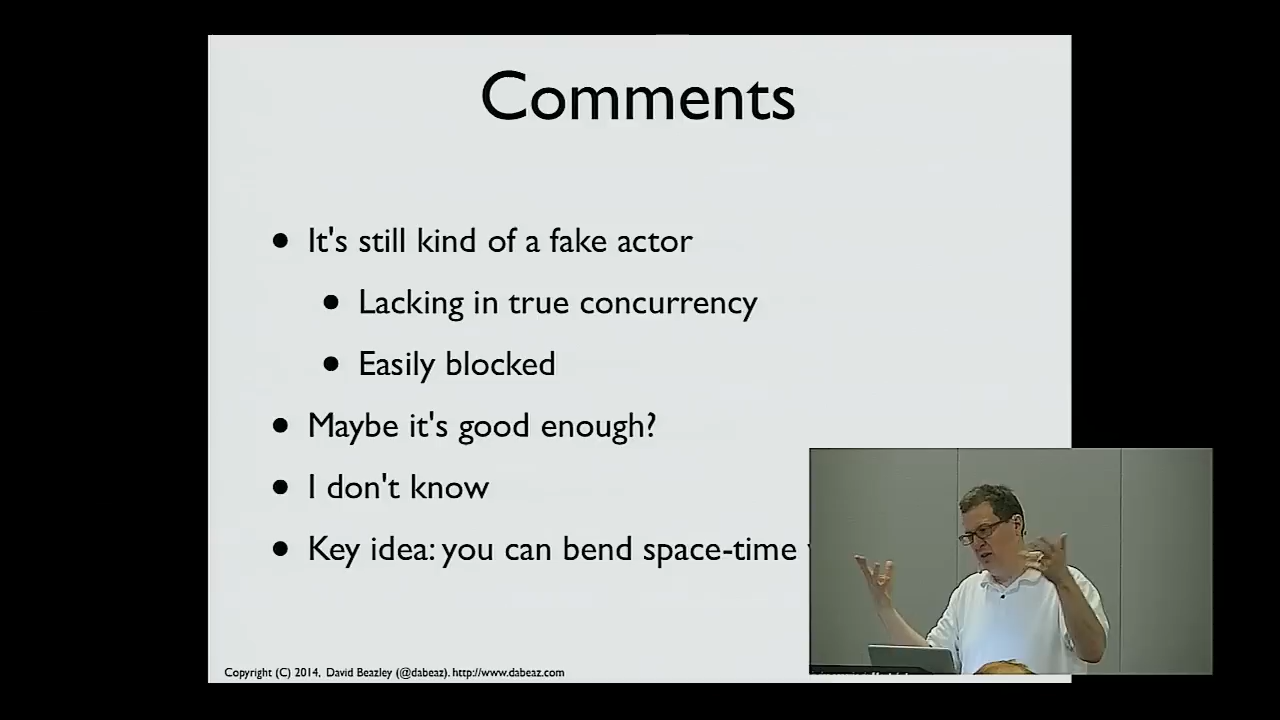 Comments
• It's still kind of a fake actor
• Lacking in true concurrency
• Easily blocked
• Maybe it's good enough?
• I don't know
• Key idea: you can bend space-time
Copyright (C) 2014, David Beazley (@dabeaz). http://www.dabeaz.com